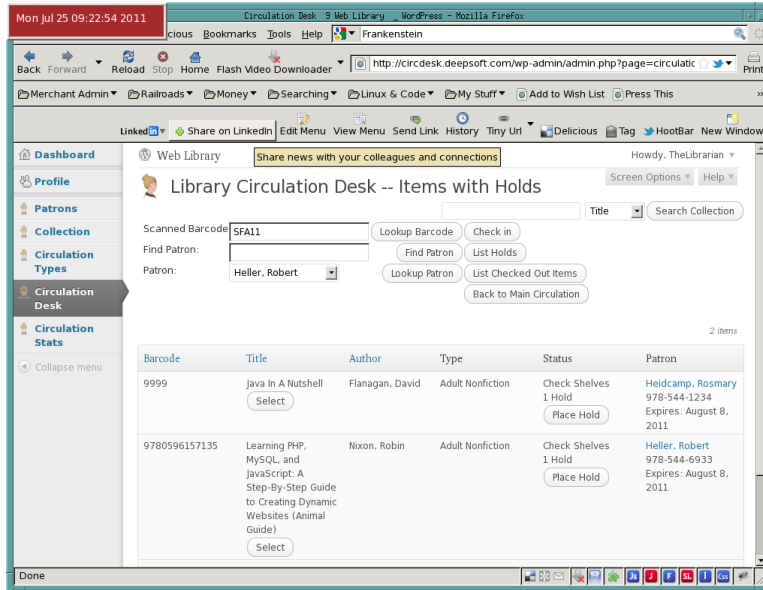 Mon Jul 25 09:22:54 2011
Circulation Desk 9 Web Library _ WordPress - Mozilla Firefox
cious Bookmarks Tools Help Frankenstein
Back Forward Reload Stop Home Flash Video Downloader http://circdesk.deepsoft.com/wp-admin/admin.php?page=circulatic Print
Merchant Admin Railroads Money Searching Linux & Code My Stuff Add to Wish List Press This »
Linked in Share on LinkedIn Edit Menu View Menu Send Link History Tiny Url Delicious Tag HootBar New Window
Dashboard
Profile
Patrons
Collection
Circulation
Types
Circulation
Desk
Circulation
Stats
Collapse menu
Web Library Share news with your colleagues and connections Howdy, TheLibrarian
Screen Options Help
Library Circulation Desk -- Items with Holds
Title Search Collection
Scanned Barcode SFA11 Lookup Barcode Check in
Find Patron: Find Patron List Holds
Patron: Heller, Robert Lookup Patron List Checked Out Items
Back to Main Circulation
2 items
Barcode Title Author Type Status Patron
9999 Java In A Nutshell Flanagan, David Adult Nonfiction Check Shelves Heidcamp, Rosmary
Select 1 Hold 978-544-1234
Place Hold Expires: August 8,
2011
9780596157135 Learning PHP, Nixon, Robin Adult Nonfiction Check Shelves Heller, Robert
MySQL, and 1 Hold 978-544-6933
JavaScript: A Place Hold Expires: August 8,
Step-By-Step Guide 2011
to Creating Dynamic
Websites (Animal
Guide)
Select
Done Js J F SL I Css